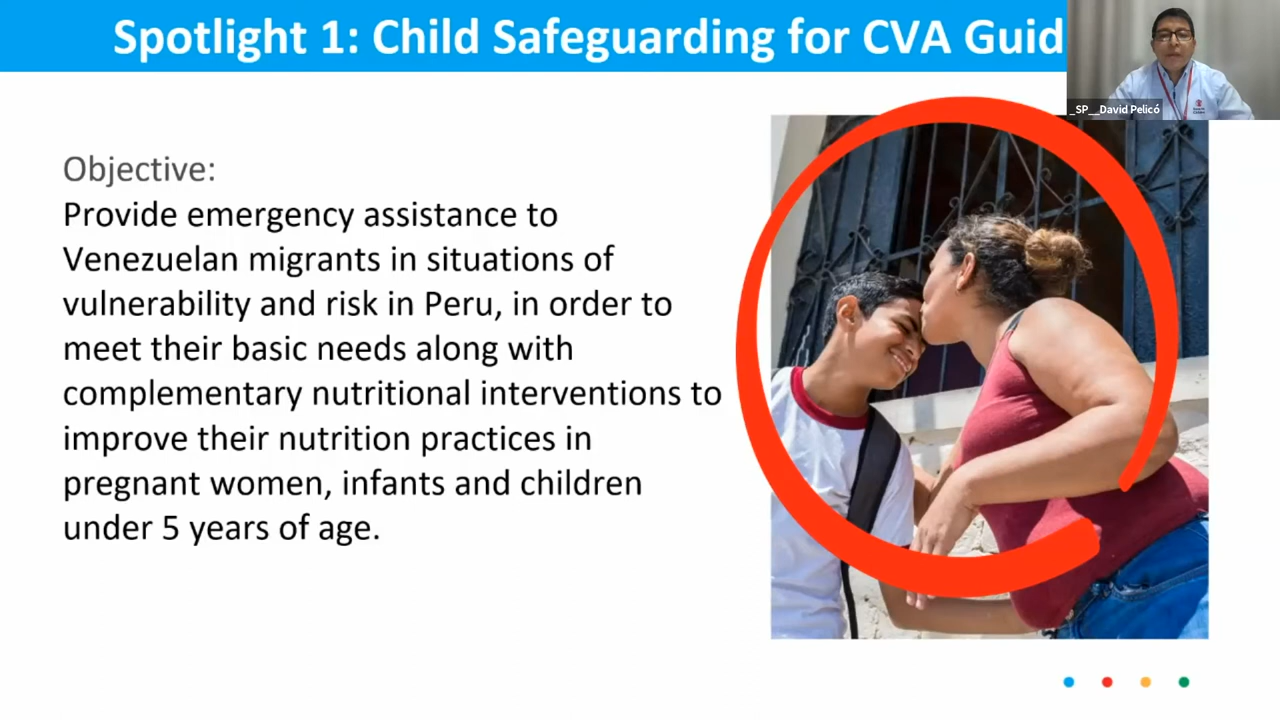 Spotlight 1: Child Safeguarding for CVA Guid
_SP__David Pelicó
Objective:
Provide emergency assistance to
Venezuelan migrants in situations of
vulnerability and risk in Peru, in order to
meet their basic needs along with
complementary nutritional interventions to
improve their nutrition practices in
pregnant women, infants and children
under 5 years of age.